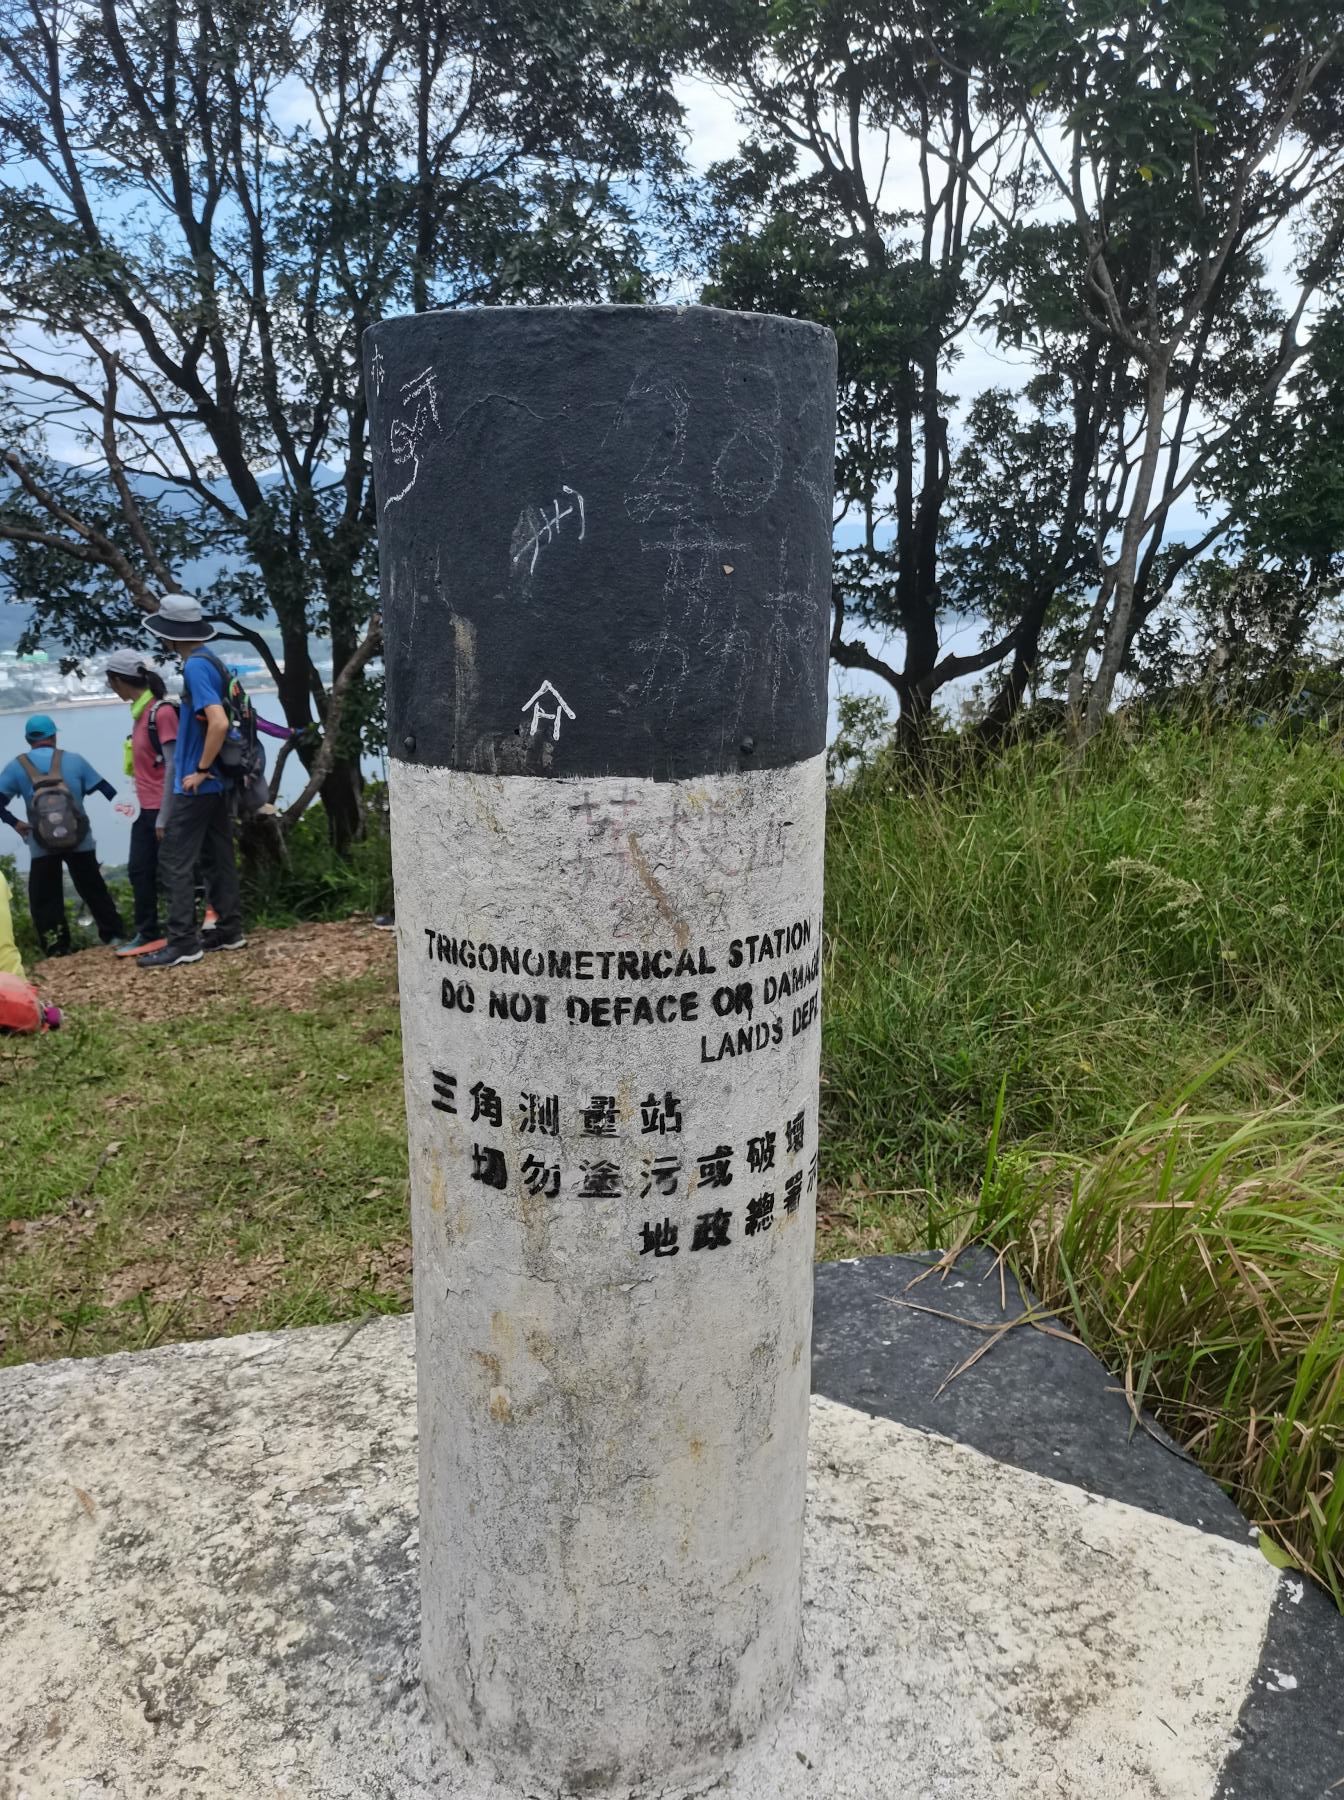 TRIGONOMETRICAL STATION
DO NOT DEFACE OR DAMAGE
LANDS DEPT
三角測量站
切勿塗污或破壞
地政總署示